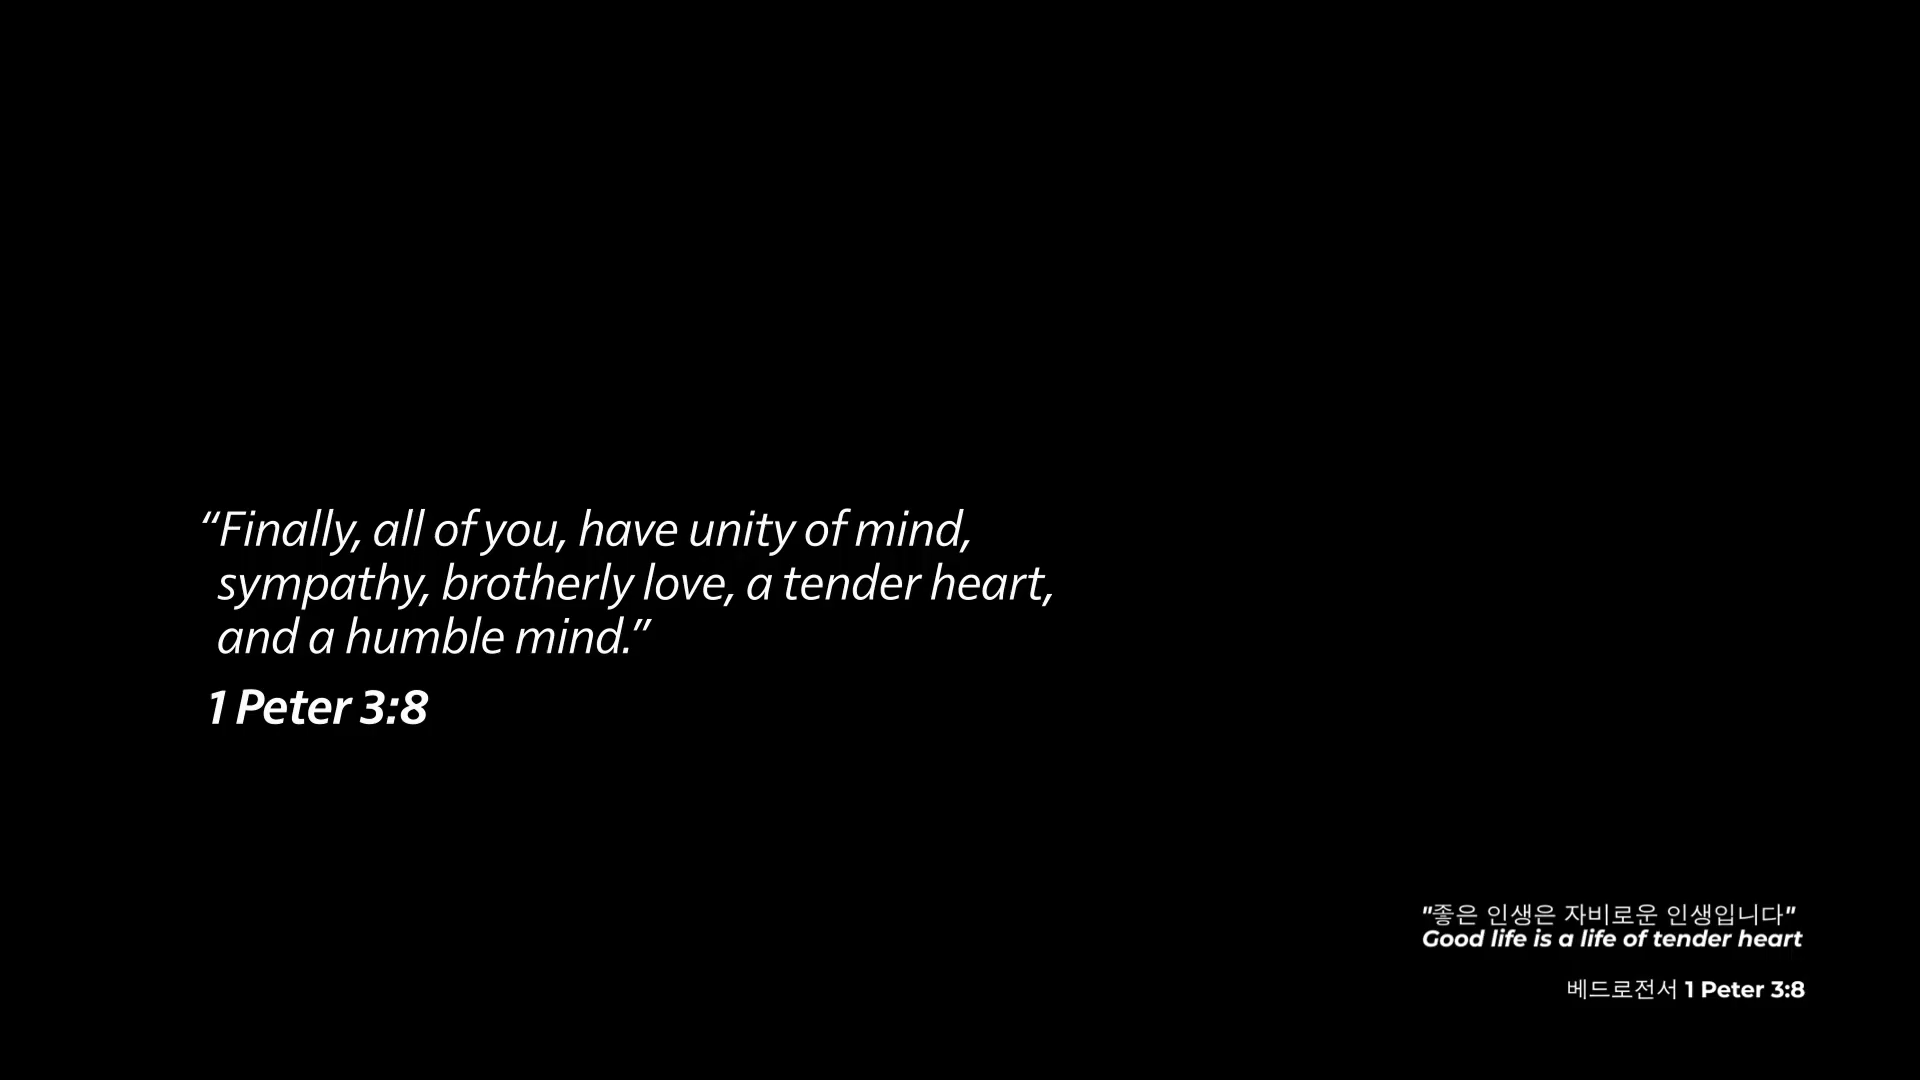 “Finally, all of you, have unity of mind,
sympathy, brotherly love, a tender heart,
and a humble mind.”
1 Peter 3:8
"좋은 인생은 자비로운 인생입니다"
Good life is a life of tender heart
베드로전서 1 Peter 3:8